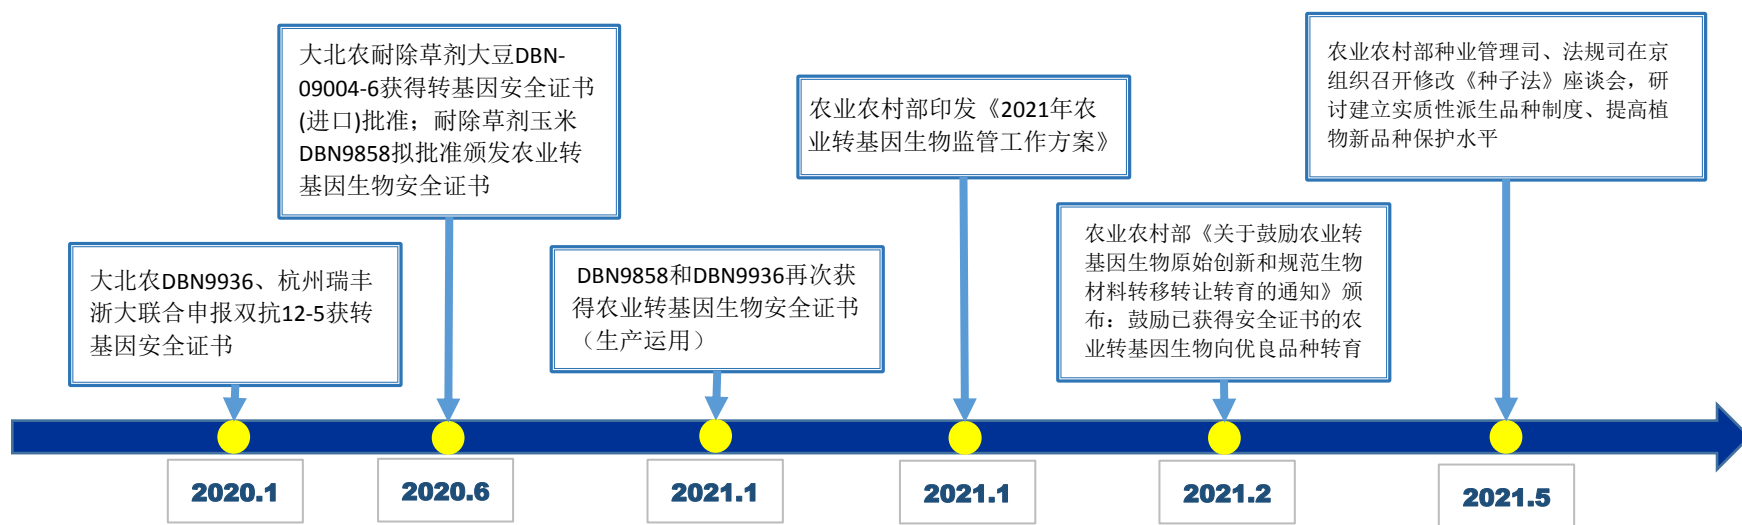 大北农耐除草剂大豆DBN-
09004-6获得转基因安全证书
(进口)批准；耐除草剂玉米
DBN9858拟批准颁发农业转
基因生物安全证书
农业农村部印发《2021年农
业转基因生物监管工作方案》
农业农村部种业管理司、法规司在京
组织召开修改《种子法》座谈会，研
讨建立实质性派生品种制度、提高植
物新品种保护水平
大北农DBN9936、杭州瑞丰
浙大联合申报双抗12-5获转
基因安全证书
DBN9858和DBN9936再次获
得农业转基因生物安全证书
（生产运用）
农业农村部《关于鼓励农业转
基因生物原始创新和规范生物
材料转移转让转育的通知》颁
布：鼓励已获得安全证书的农
业转基因生物向优良品种转育
2020.1
2020.6
2021.1
2021.1
2021.2
2021.5